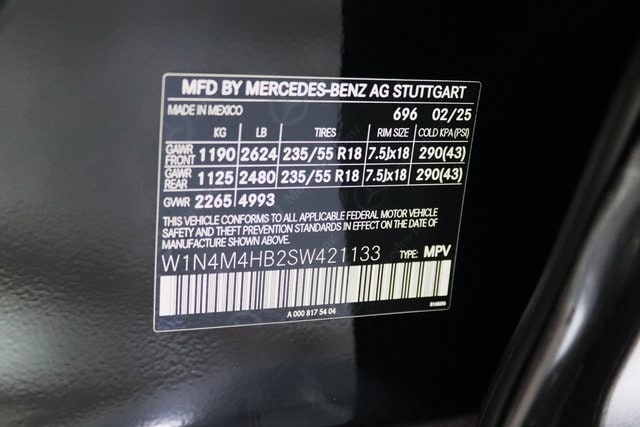 MFD BY MERCEDES-BENZ AG STUTTGART
MADE IN MEXICO 696 02/25
KG LB TIRES RIM SIZE COLD KPA(PSI)
GAWR FRONT 1190 2624 235/55 R18 7.5Jx18 290(43)
GAWR REAR 1125 2480 235/55 R18 7.5Jx18 290(43)
GVWR 2265 4993
THIS VEHICLE CONFORMS TO ALL APPLICABLE FEDERAL MOTOR VEHICLE
SAFETY AND THEFT PREVENTION STANDARDS IN EFFECT ON THE DATE OF
MANUFACTURE SHOWN ABOVE.
W1N4M4HB2SW421133 TYPE: MPV
A 000 817 54 04